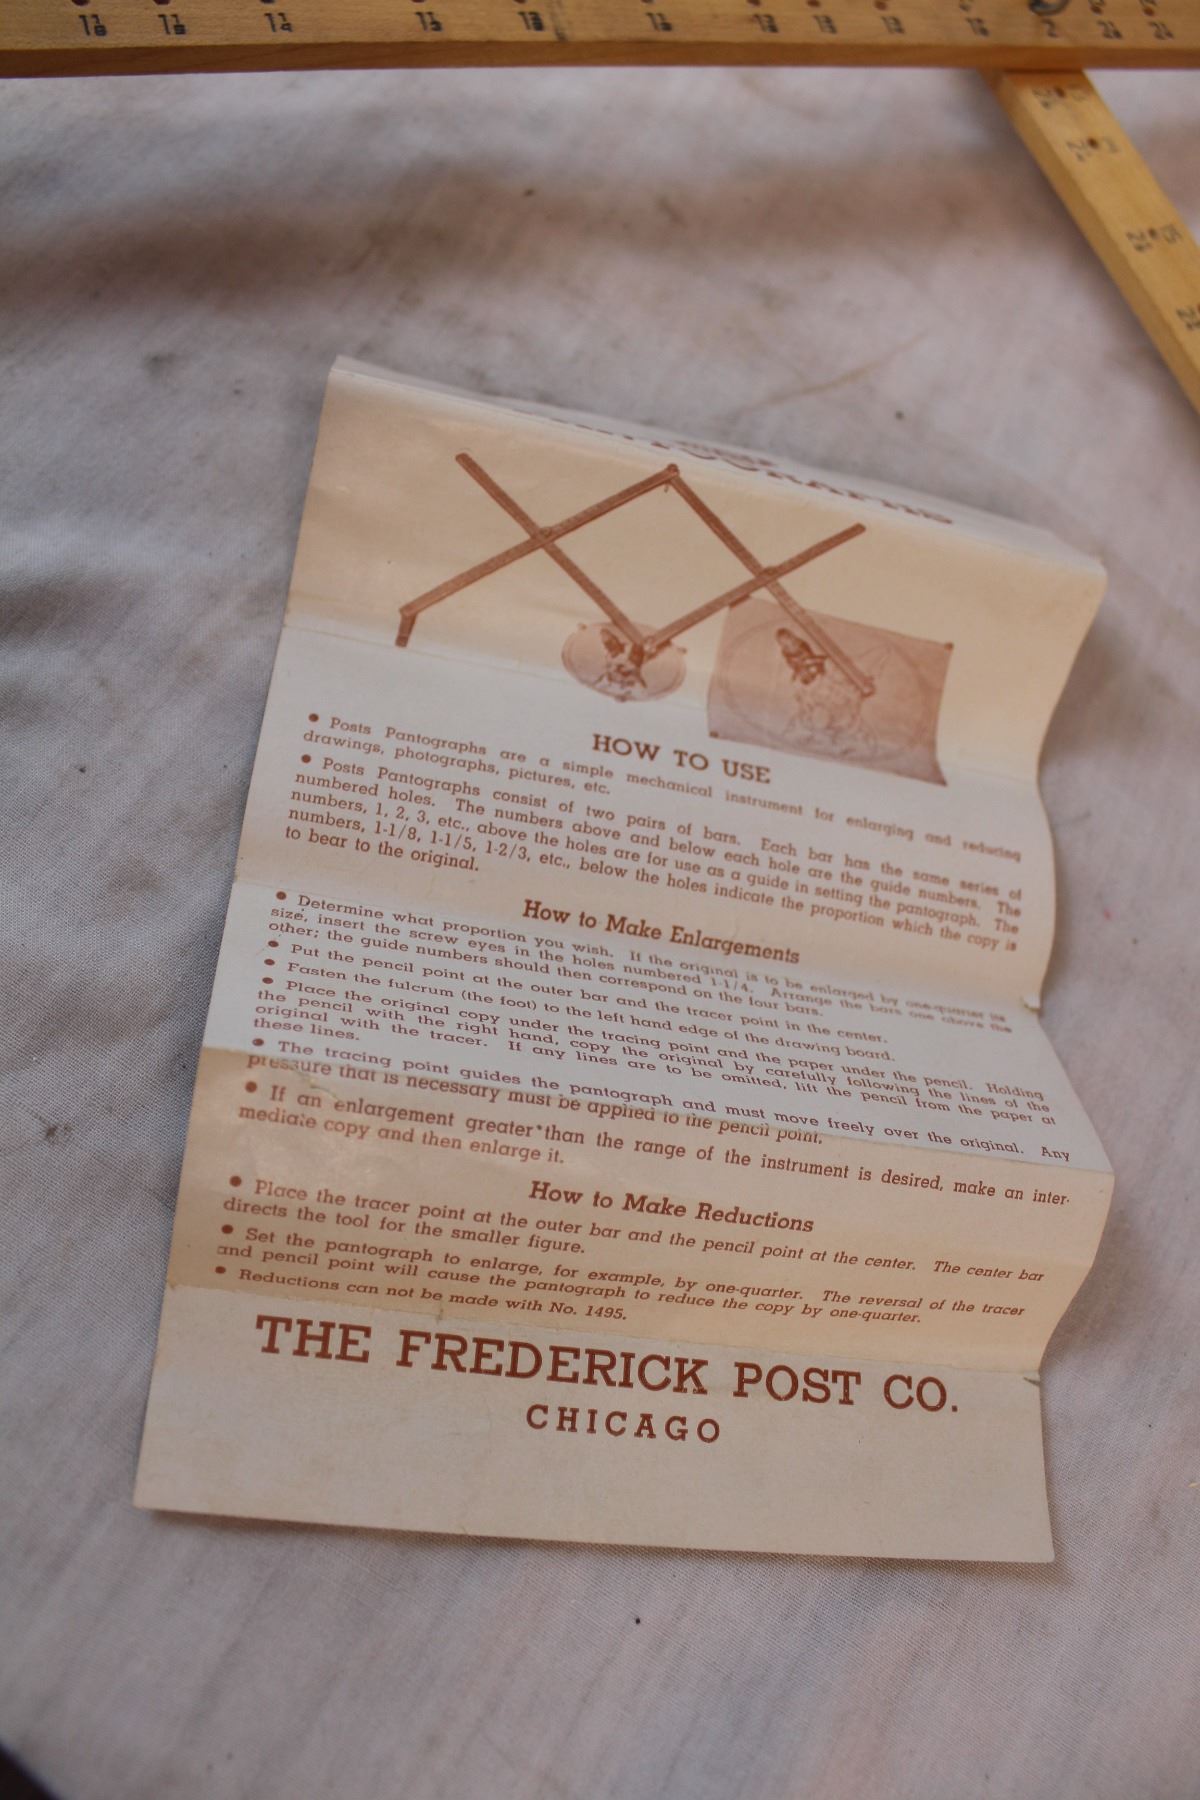 1⅛ 1⅕ 1¼ 1⅓
2
HOW TO USE
• Posts Pantographs are a simple mechanical instrument for enlarging and reducing
drawings, photographs, pictures, etc.
• Posts Pantographs consist of two pairs of bars. Each bar has the same series of
numbered holes. The numbers above and below each hole are the guide numbers. The
numbers, 1, 2, 3, etc., above the holes are for use as a guide in setting the pantograph. The
numbers, 1-1/8, 1-1/5, 1-2/3, etc., below the holes indicate the proportion which the copy is
to bear to the original.
How to Make Enlargements
• Determine what proportion you wish. If the original is to be enlarged by one-quarter its
size, insert the screw eyes in the holes numbered 1-1/4. Arrange the bars one above the
other; the guide numbers should then correspond on the four bars.
• Put the pencil point at the outer bar and the tracer point in the center.
• Fasten the fulcrum (the foot) to the left hand edge of the drawing board.
• Place the original copy under the tracing point and the paper under the pencil. Holding
the pencil with the right hand, copy the original by carefully following the lines of the
original with the tracer. If any lines are to be omitted, lift the pencil from the paper at
these lines.
• The tracing point guides the pantograph and must move freely over the original. Any
pressure that is necessary must be applied to the pencil point.
• If an enlargement greater than the range of the instrument is desired, make an inter-
mediate copy and then enlarge it.
How to Make Reductions
• Place the tracer point at the outer bar and the pencil point at the center. The center bar
directs the tool for the smaller figure.
• Set the pantograph to enlarge, for example, by one-quarter. The reversal of the tracer
and pencil point will cause the pantograph to reduce the copy by one-quarter.
• Reductions can not be made with No. 1495.
THE FREDERICK POST CO.
CHICAGO